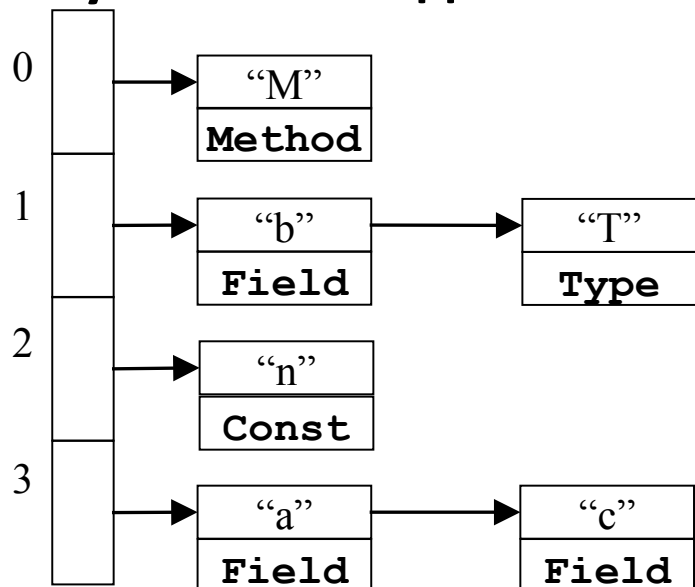 0 “M”
Method
1 “b” “T”
Field Type
2 “n”
Const
3 “a” “c”
Field Field